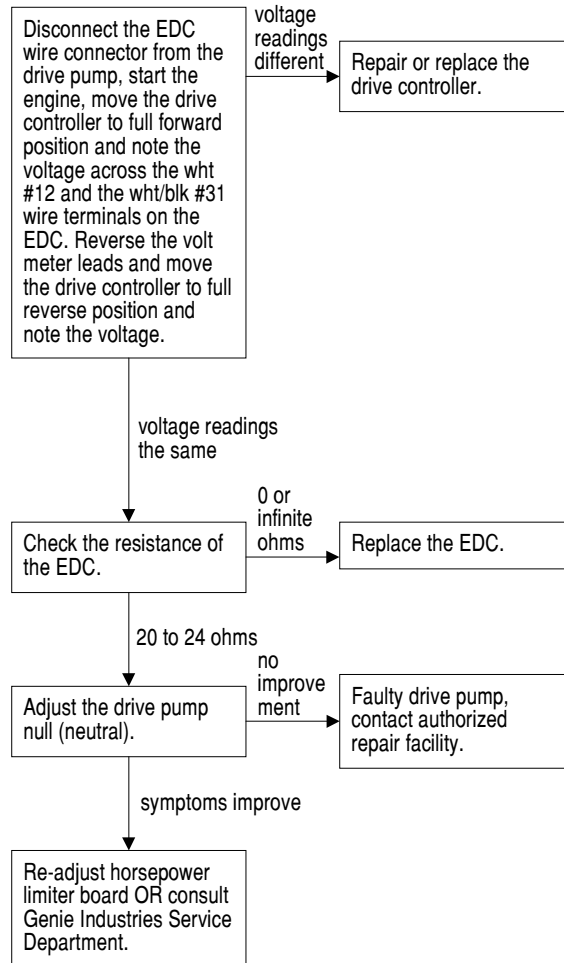 Disconnect the EDC
wire connector from the
drive pump, start the
engine, move the drive
controller to full forward
position and note the
voltage across the wht
#12 and the wht/blk #31
wire terminals on the
EDC. Reverse the volt
meter leads and move
the drive controller to full
reverse position and
note the voltage.
voltage
readings
different
Repair or replace the
drive controller.
voltage readings
the same
Check the resistance of
the EDC.
0 or
infinite
ohms
Replace the EDC.
20 to 24 ohms
Adjust the drive pump
null (neutral).
no
improve
ment
Faulty drive pump,
contact authorized
repair facility.
symptoms improve
Re-adjust horsepower
limiter board OR consult
Genie Industries Service
Department.